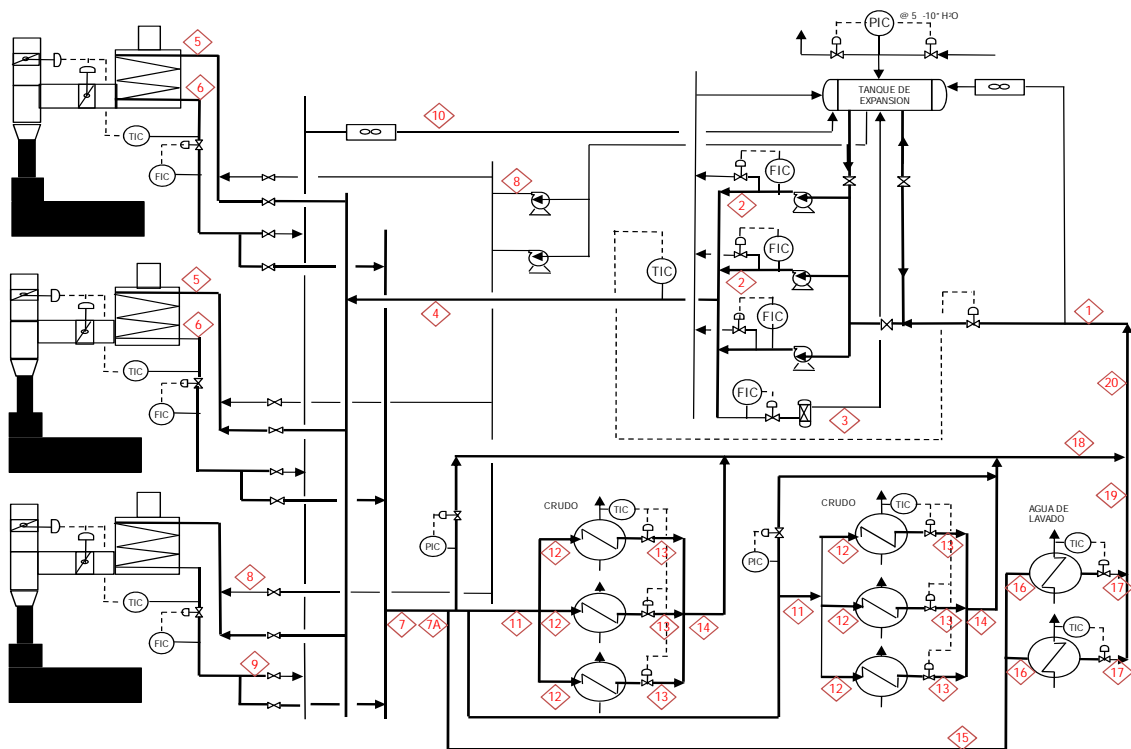 PIC
@ 5 -10" H²O
TANQUE DE
EXPANSION
5
6
TIC
FIC
10
8
FIC
2
FIC
2
TIC
FIC
4
1
FIC
3
20
5
6
TIC
FIC
18
19
CRUDO
TIC
PIC
12
13
12
13
12
13
CRUDO
TIC
PIC
12
13
12
13
12
13
AGUA DE
LAVADO
TIC
16
17
TIC
16
17
TIC
FIC
8
9
7
7A
11
14
11
14
15